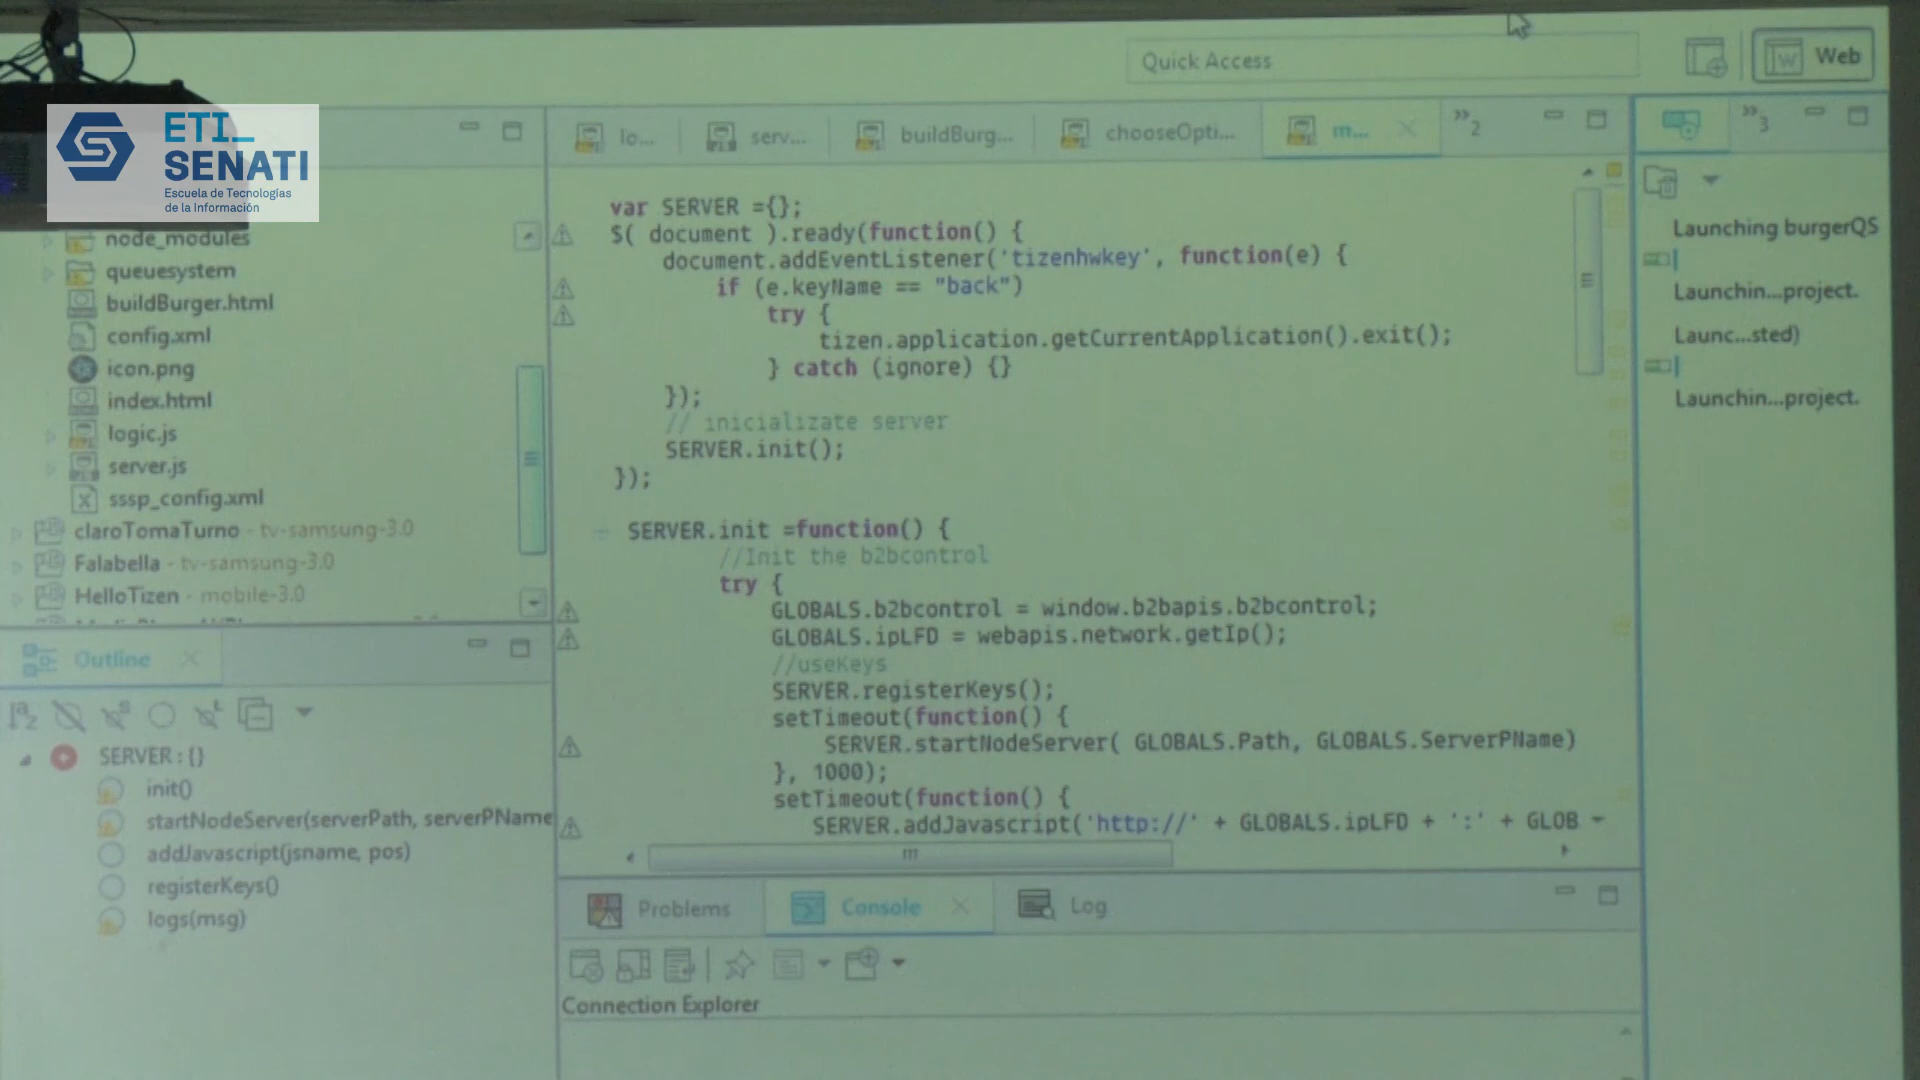 Quick Access
Web
ETI_
SENATI
Escuela de Tecnologías
de la Información
node_modules
queuesystem
buildBurger.html
config.xml
icon.png
index.html
logic.js
server.js
sssp_config.xml
claroTomaTurno - tv-samsung-3.0
Falabella - tv-samsung-3.0
HelloTizen - mobile-3.0
Outline
SERVER : {}
init()
startNodeServer(serverPath, serverPName
addJavascript(jsname, pos)
registerKeys()
logs(msg)
lo...
serv...
buildBurg...
chooseOpti...
m...
»2
var SERVER ={};
$( document ).ready(function() {
document.addEventListener('tizenhwkey', function(e) {
if (e.keyName == "back")
try {
tizen.application.getCurrentApplication().exit();
} catch (ignore) {}
});
// inicializate server
SERVER.init();
});
SERVER.init =function() {
//Init the b2bcontrol
try {
GLOBALS.b2bcontrol = window.b2bapis.b2bcontrol;
GLOBALS.ipLFD = webapis.network.getIp();
//useKeys
SERVER.registerKeys();
setTimeout(function() {
SERVER.startNodeServer( GLOBALS.Path, GLOBALS.ServerPName)
}, 1000);
setTimeout(function() {
SERVER.addJavascript('http://' + GLOBALS.ipLFD + ':' + GLOB
Problems
Console
Log
Connection Explorer
»3
Launching burgerQS
Launchin...project.
Launc...sted)
Launchin...project.